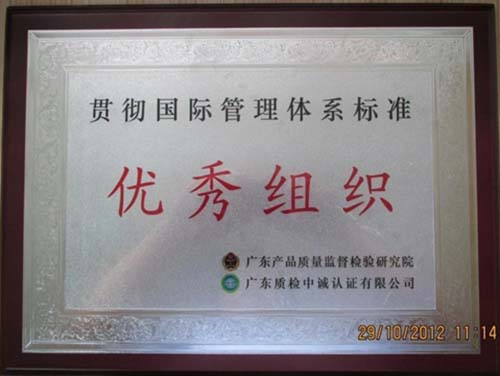 贯彻国际管理体系标准
优秀组织
广东产品质量监督检验研究院
广东质检中诚认证有限公司
29/10/2012 11:14